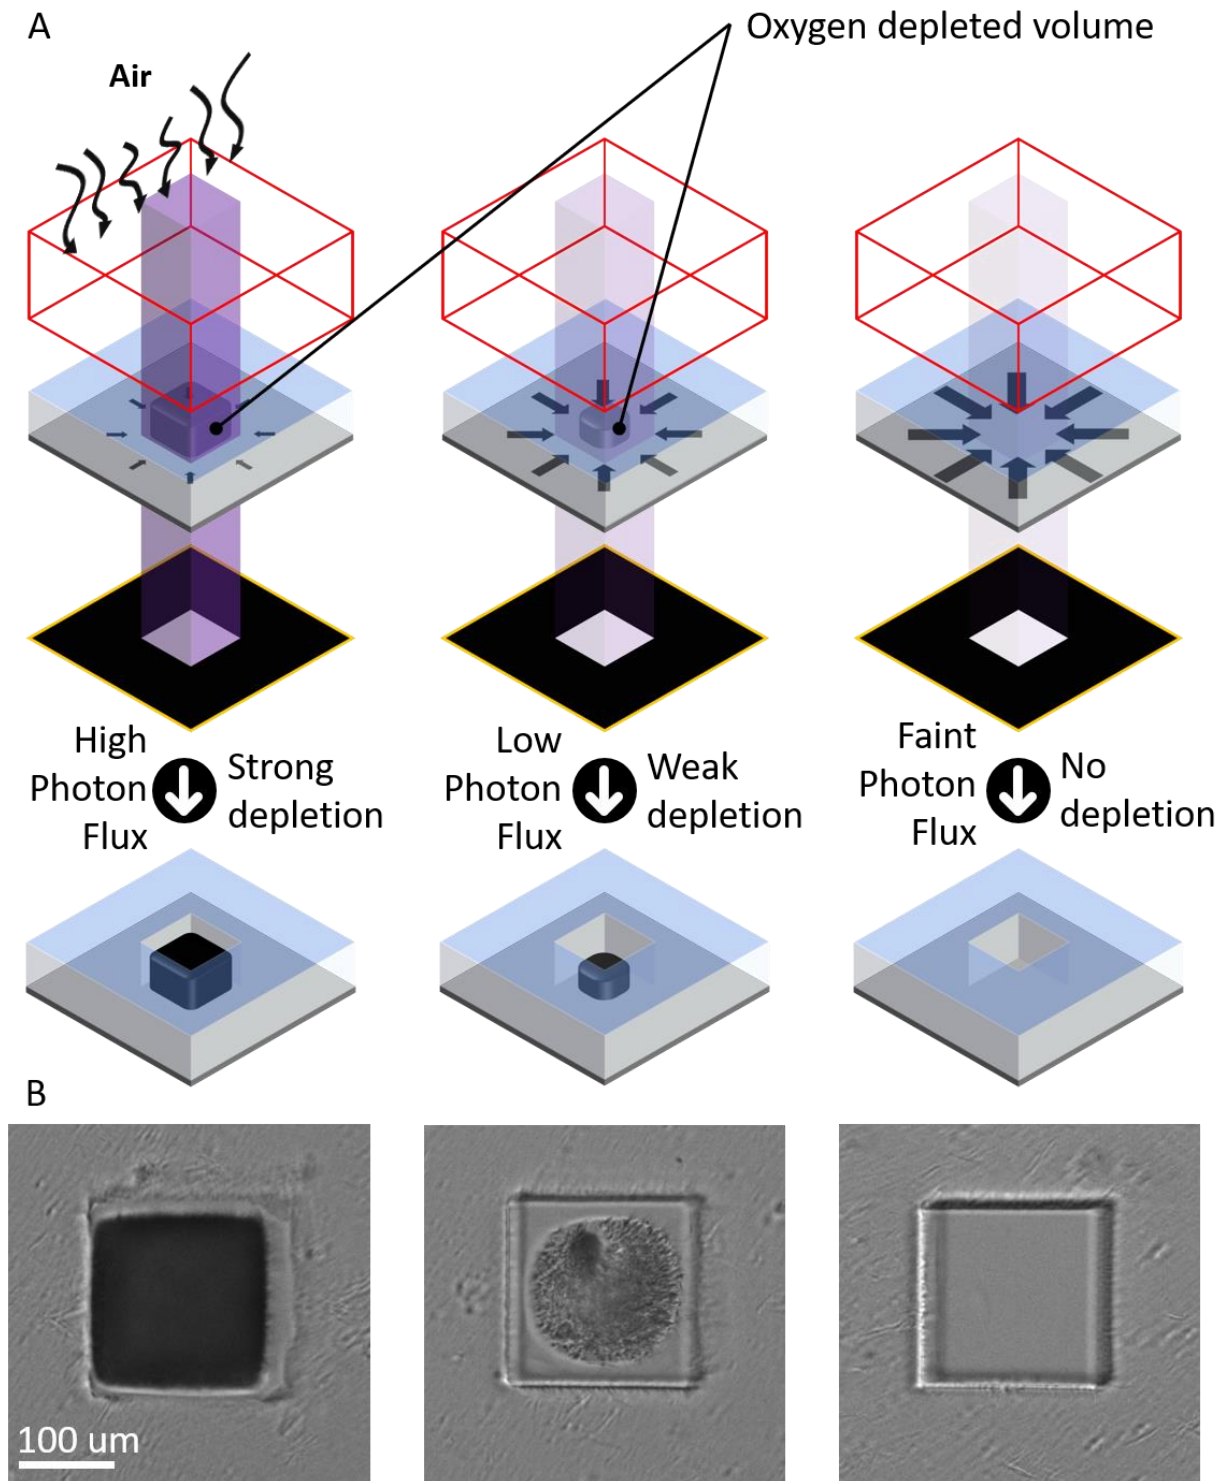 A
Oxygen depleted volume
Air
High
Photon
Flux
Strong
depletion
Low
Photon
Flux
Weak
depletion
Faint
Photon
Flux
No
depletion
B
100 um